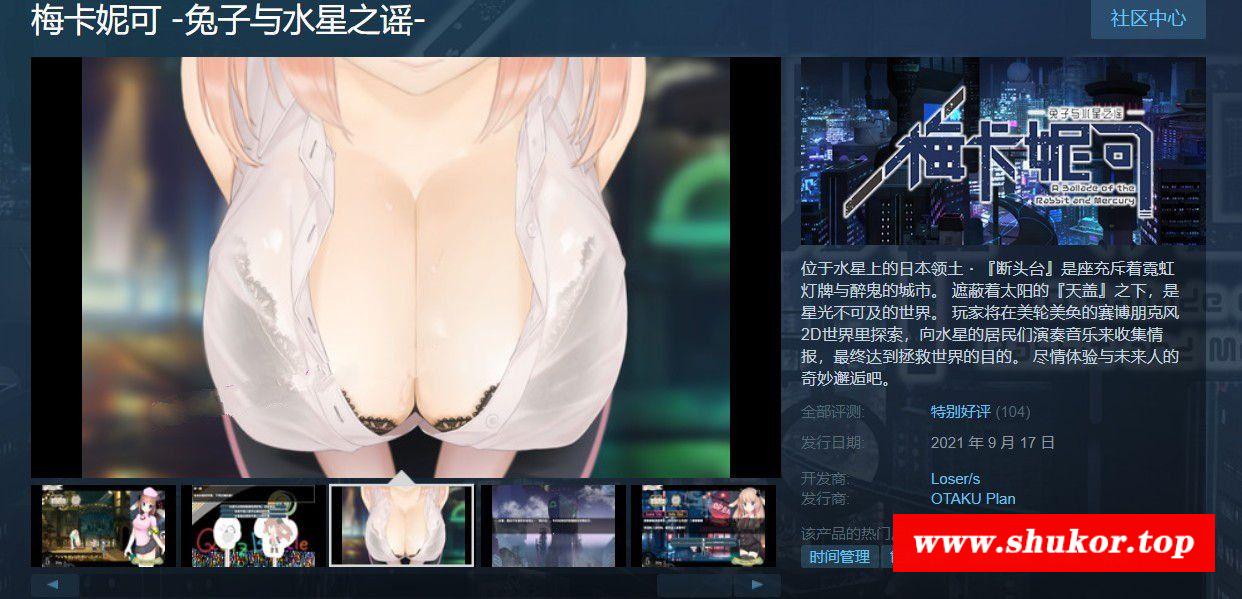 梅卡妮可 -兔子与水星之谣-
社区中心
兔子与水星之谣
梅卡妮可
A Ballade of the
Rabbit and Mercury
位于水星上的日本领土·『断头台』是座充斥着霓虹
灯牌与醉鬼的城市。 遮蔽着太阳的『天盖』之下，是
星光不可及的世界。 玩家将在美轮美奂的赛博朋克风
2D世界里探索，向水星的居民们演奏音乐来收集情
报，最终达到拯救世界的目的。 尽情体验与未来人的
奇妙邂逅吧。
全部评测: 特别好评 (104)
发行日期: 2021 年 9 月 17 日
开发商: Loser/s
发行商: OTAKU Plan
该产品的热门
时间管理
www.shukor.top